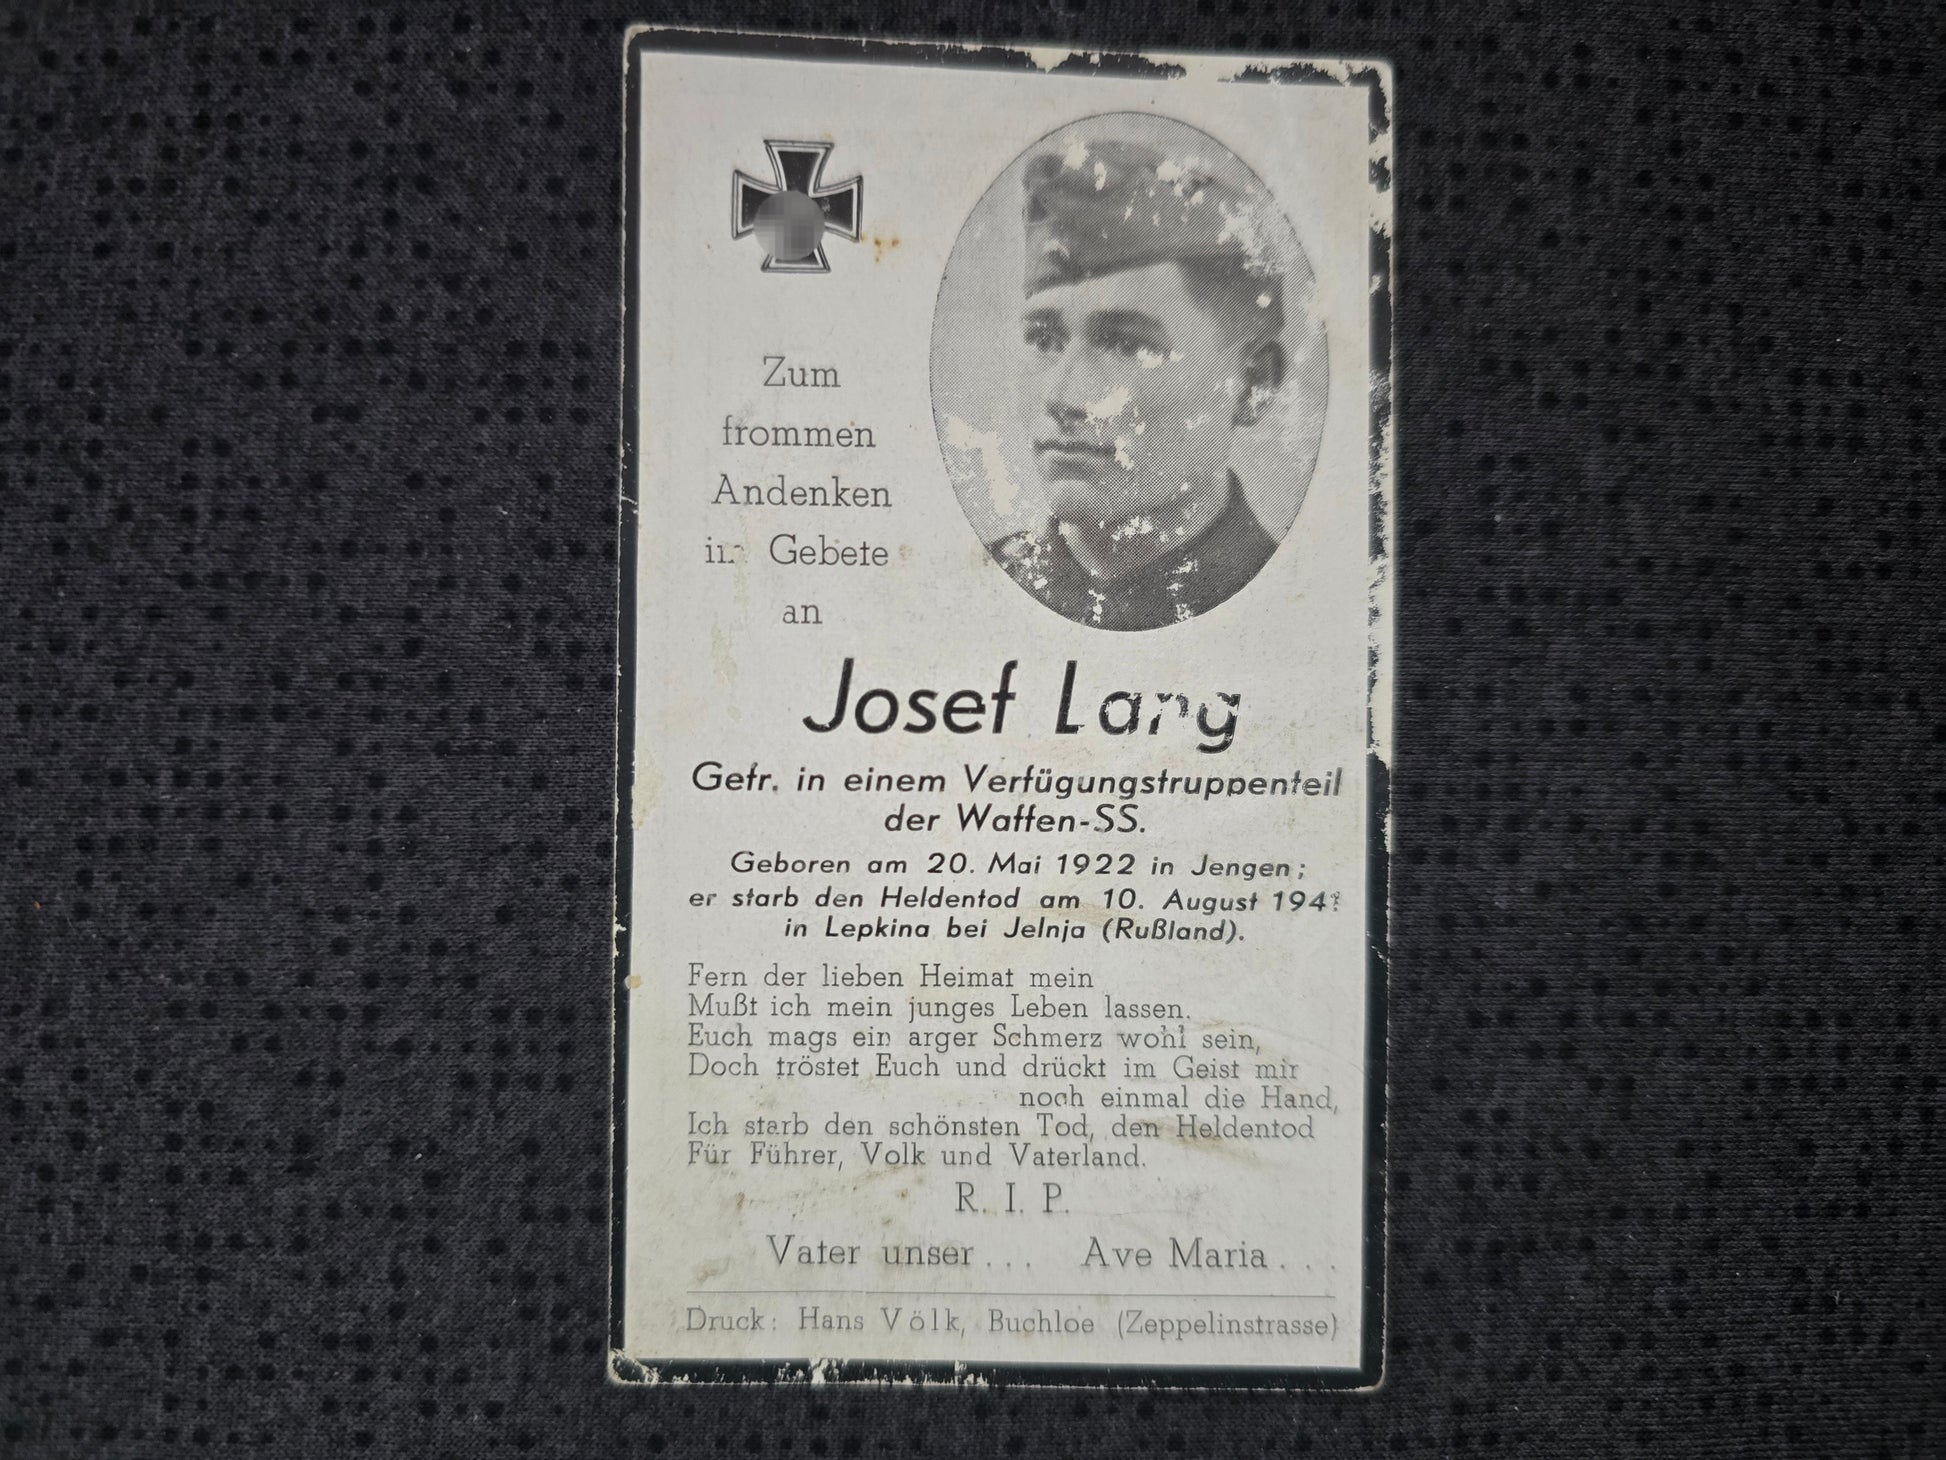 Zum
frommen
Andenken
im Gebete
an
Josef Lang
Gefr. in einem Verfügungstruppenteil
der Waffen-SS.
Geboren am 20. Mai 1922 in Jengen;
er starb den Heldentod am 10. August
in Lepkina bei Jelnja (Rußland).
Fern der lieben Heimat mein
Mußt ich mein junges Leben lassen.
Euch mags ein arger Schmerz wohl sein,
Doch tröstet Euch und drückt im Geist mir
noch einmal die Hand,
Ich starb den schönsten Tod, den Heldentod
Für Führer, Volk und Vaterland.
R. I. P.
Vater unser . . . Ave Maria . . .
Druck: Hans Völk, Buchloe (Zeppelinstrasse)